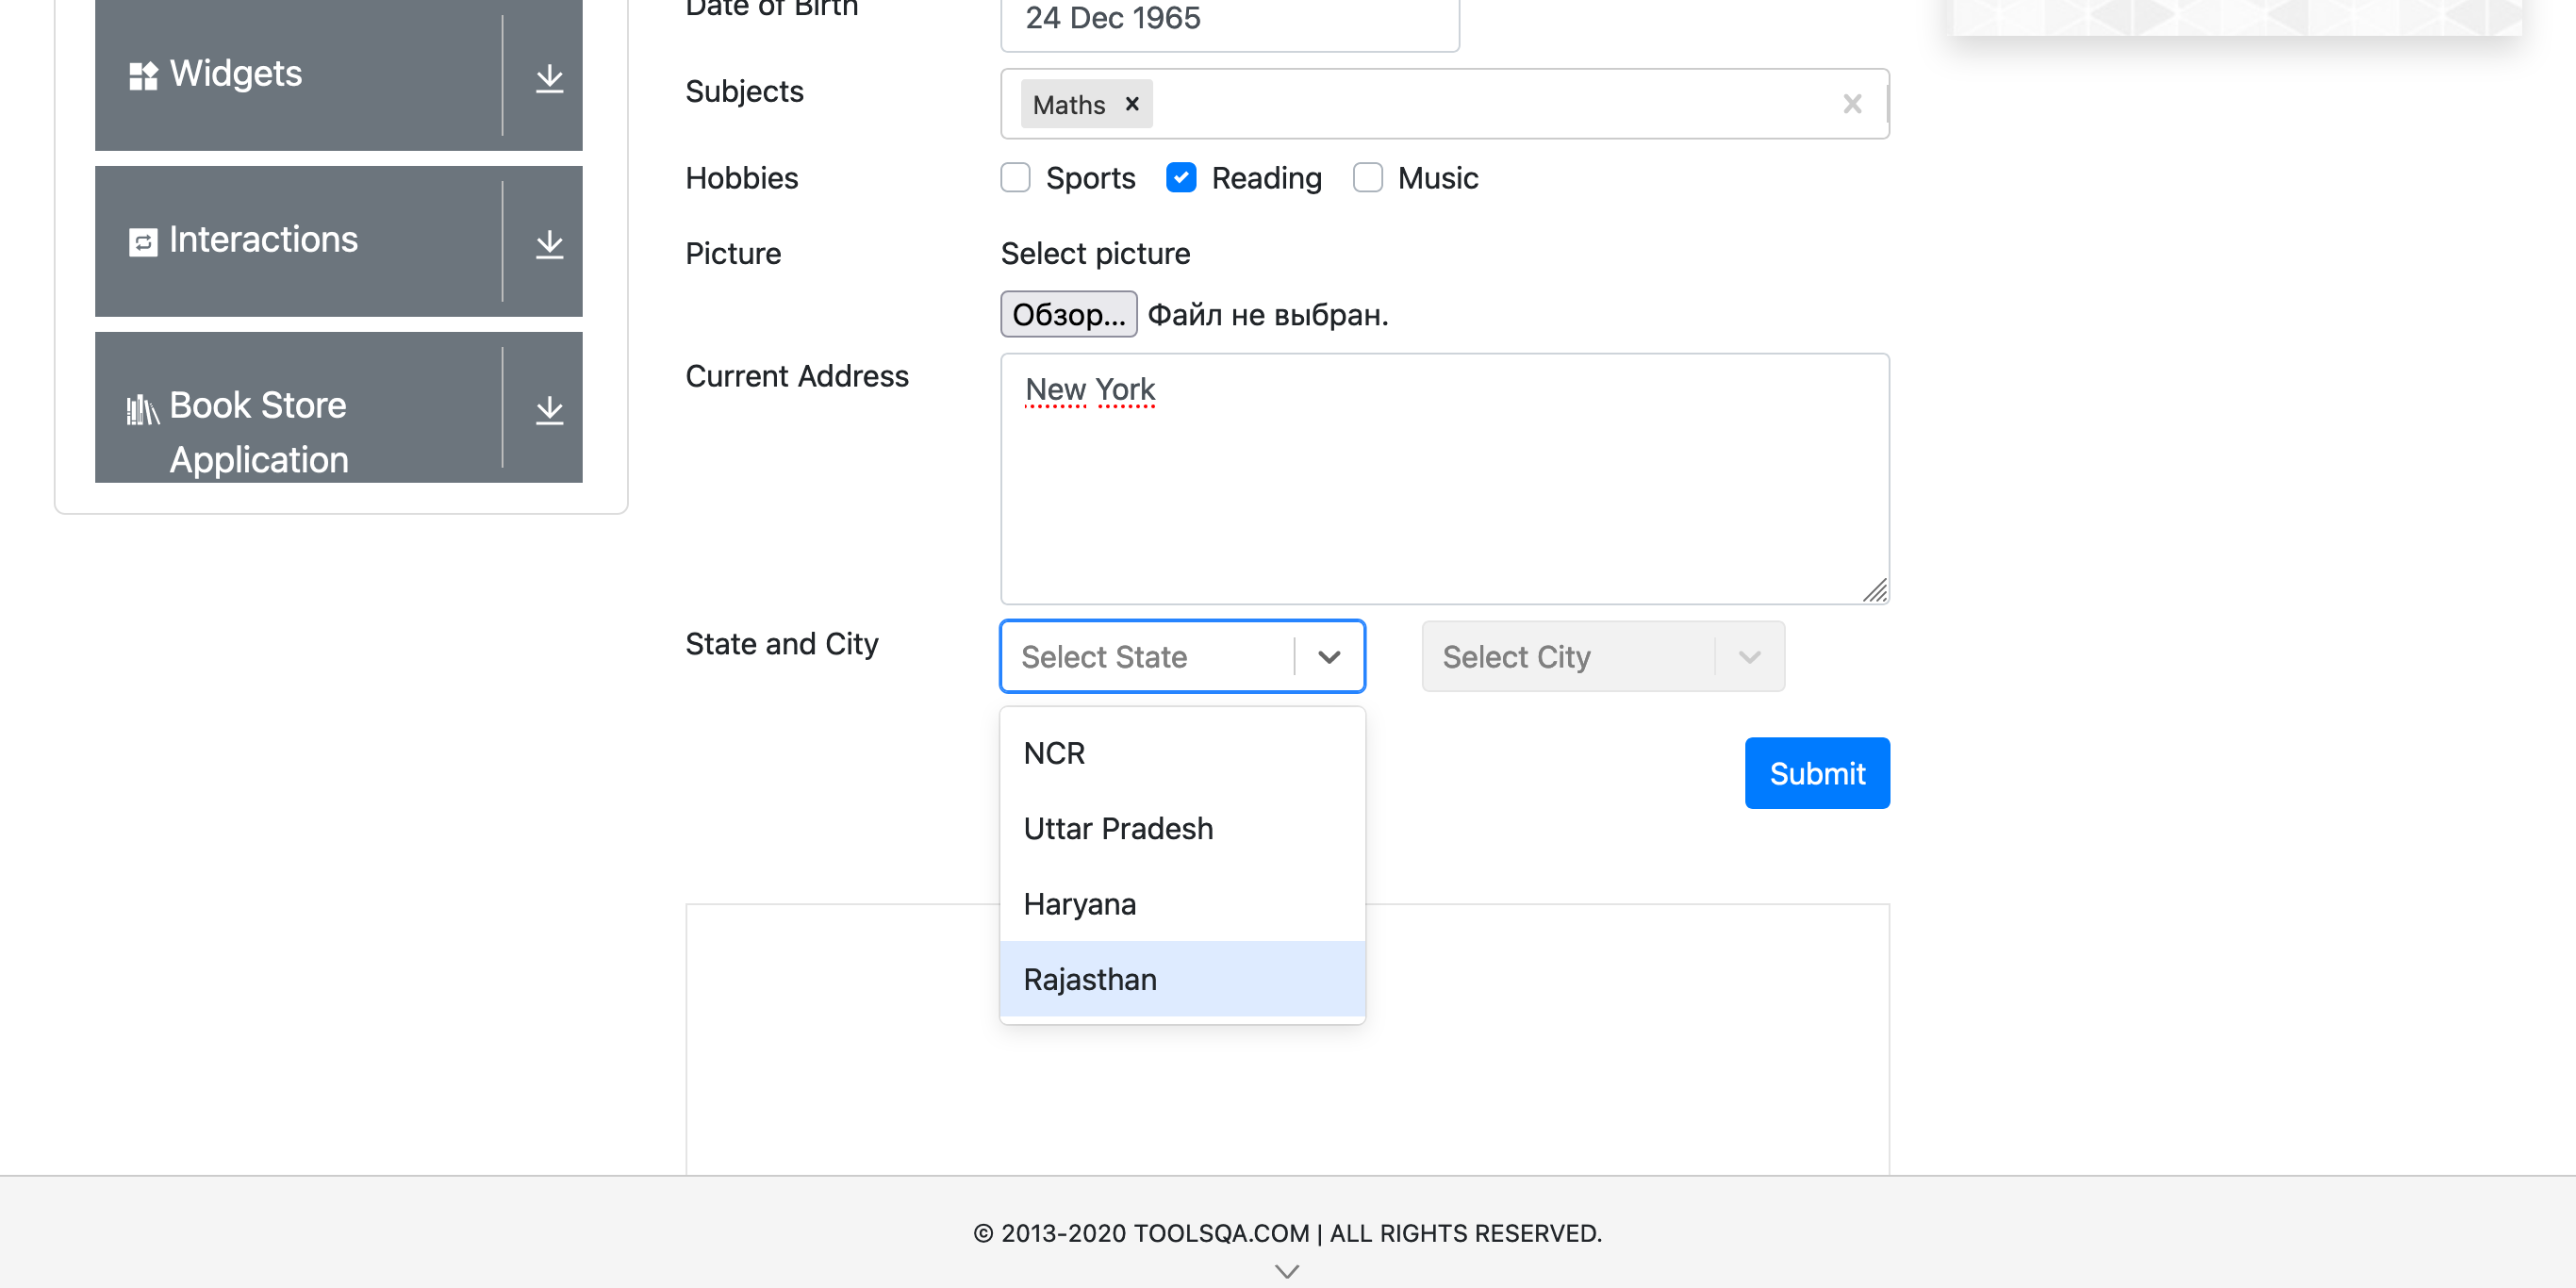 Widgets
Interactions
Book Store
Application
Date of Birth
24 Dec 1965
Subjects
Maths
Hobbies
Sports
Reading
Music
Picture
Select picture
Обзор...
Файл не выбран.
Current Address
New York
State and City
Select State
Select City
NCR
Uttar Pradesh
Haryana
Rajasthan
Submit
© 2013-2020 TOOLSQA.COM | ALL RIGHTS RESERVED.